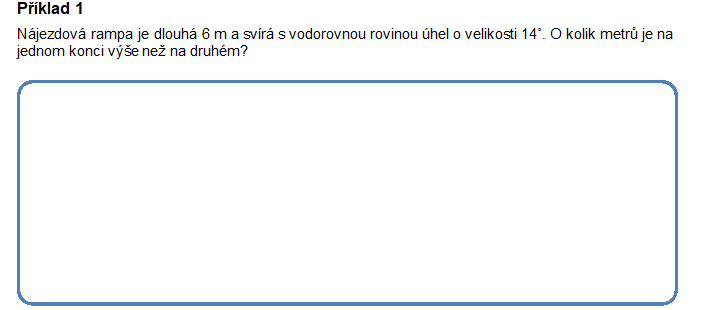 Příklad 1
Nájezdová rampa je dlouhá 6 m a svírá s vodorovnou rovinou úhel o velikosti 14˚. O kolik metrů je na
jednom konci výše než na druhém?